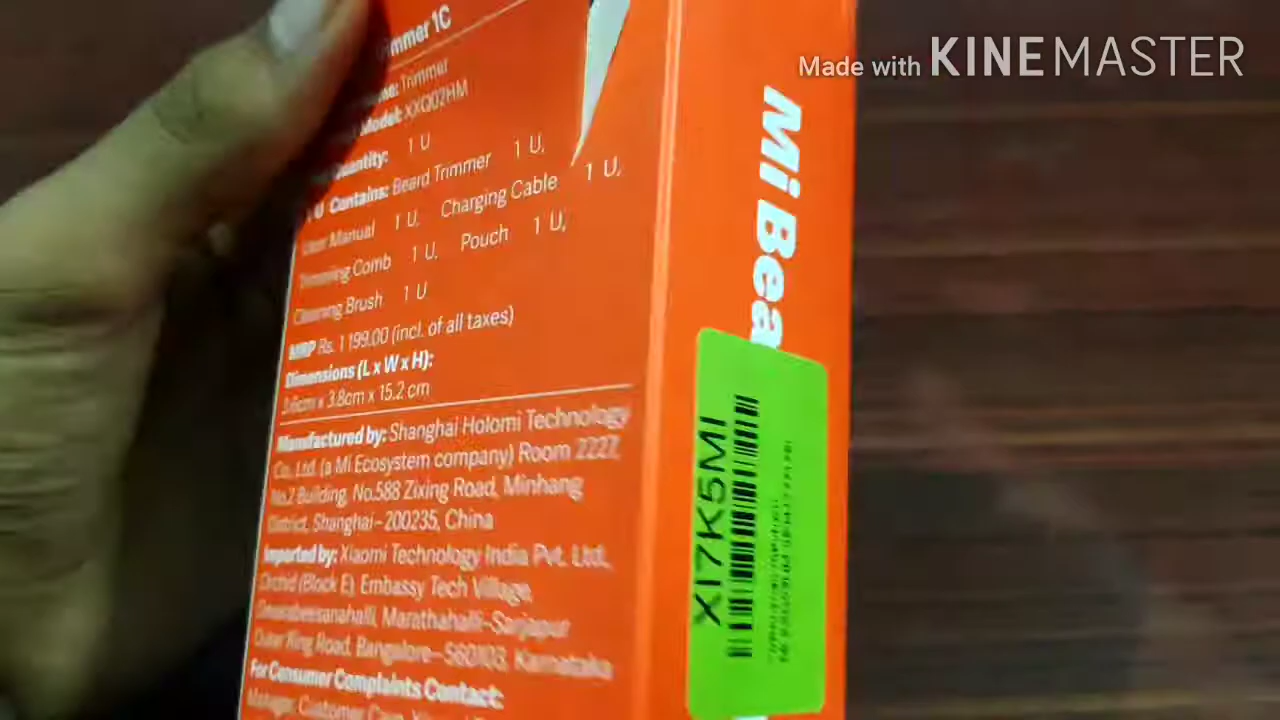 Made with KINEMASTER
Trimmer 1C
Trimmer
Model: XXQ02HM
Quantity: 1 U
1 U Contains: Beard Trimmer 1 U,
User Manual 1 U, Charging Cable 1 U,
Trimming Comb 1 U, Pouch 1 U,
Cleaning Brush 1 U
MRP Rs. 1199.00 (incl. of all taxes)
Dimensions (L x W x H):
x 3.8cm x 15.2 cm
Manufactured by: Shanghai Holomi Technology
Co., Ltd. (a Mi Ecosystem company) Room 2227,
No.2 Building, No.588 Zixing Road, Minhang
District, Shanghai-200235, China
Imported by: Xiaomi Technology India Pvt. Ltd.,
Orchid (Block E), Embassy Tech Village,
Marathahalli-Sarjapur
Outer Ring Road, Bangalore-560103, Karnataka
For Consumer Complaints Contact:
Customer Care,
Mi Bea
X17K5MI